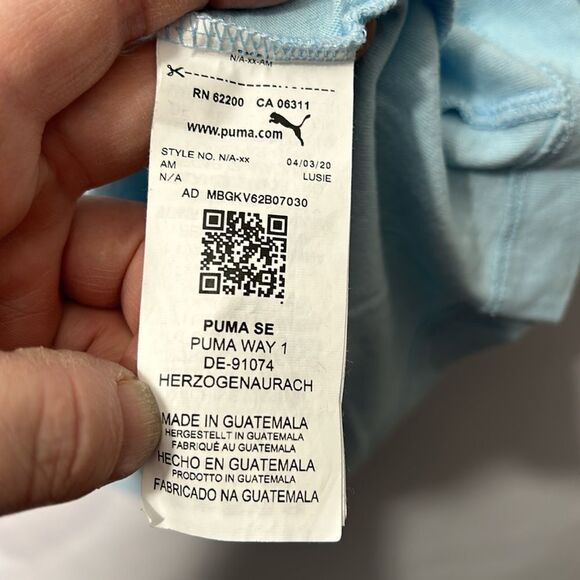 N/A-xx-AM
RN 62200 CA 06311
www.puma.com
STYLE NO. N/A-xx 04/03/20
AM LUSIE
N/A
AD MBGKV62B07030
PUMA SE
PUMA WAY 1
DE-91074
HERZOGENAURACH
MADE IN GUATEMALA
HERGESTELLT IN GUATEMALA
FABRIQUÉ AU GUATEMALA
HECHO EN GUATEMALA
PRODOTTO IN GUATEMALA
FABRICADO NA GUATEMALA